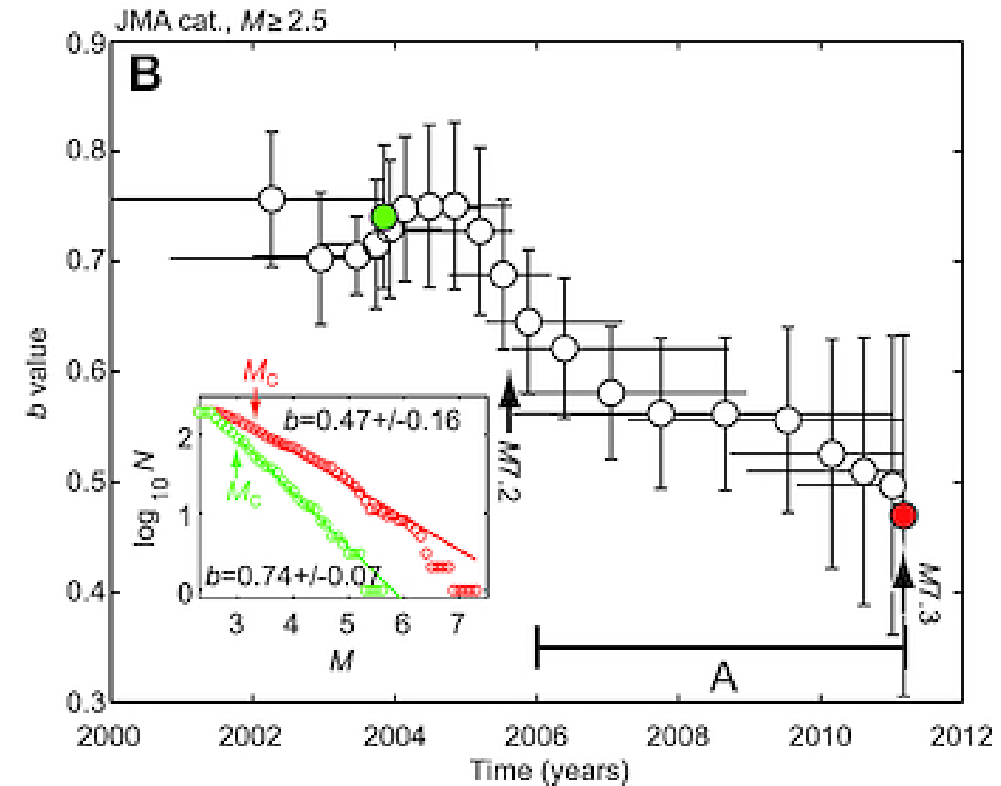 JMA cat., M≥ 2.5
B
0.9
0.8
0.7
0.6
0.5
0.4
0.3
b value
2000
2002
2004
2006
2008
2010
2012
Time (years)
M7.2
M7.3
A
Mc
b=0.47+/-0.16
Mc
b=0.74+/-0.07
log10N
2
1
0
3
4
5
6
7
M